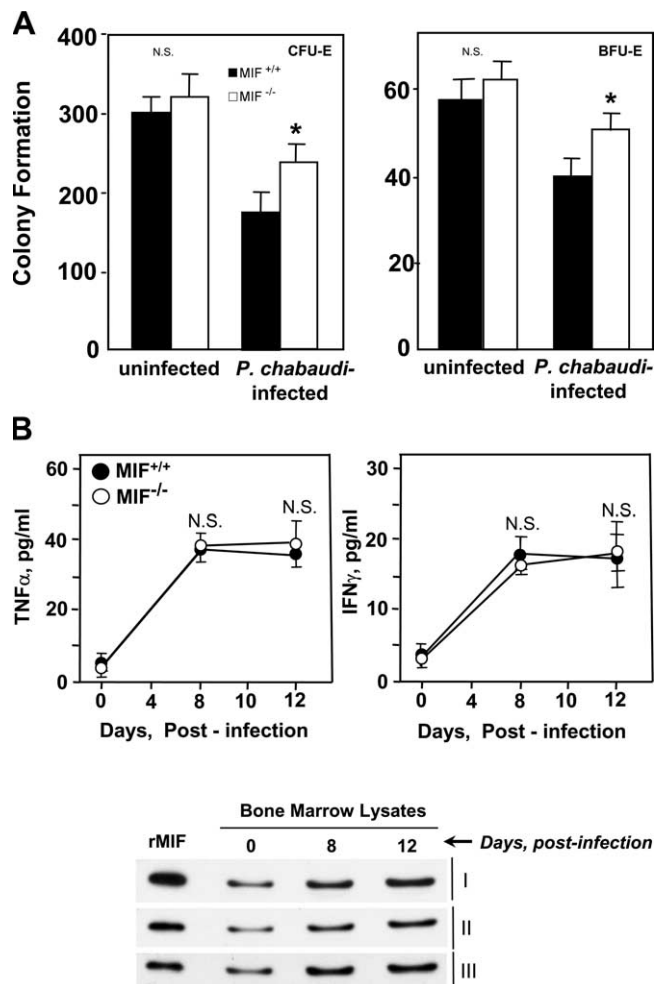 A
400
300
200
100
0
Colony Formation
N.S.
CFU-E
MIF +/+
MIF -/-
*
uninfected
P. chabaudi-
infected
60
40
20
0
N.S.
BFU-E
*
uninfected
P. chabaudi-
infected
B
60
40
20
0
TNFα, pg/ml
MIF+/+
MIF-/-
N.S.
N.S.
0 4 8 10 12
Days, Post - infection
30
20
10
0
IFNγ, pg/ml
N.S.
N.S.
0 4 8 10 12
Days, Post - infection
Bone Marrow Lysates
rMIF 0 8 12 ← Days, post-infection
I
II
III